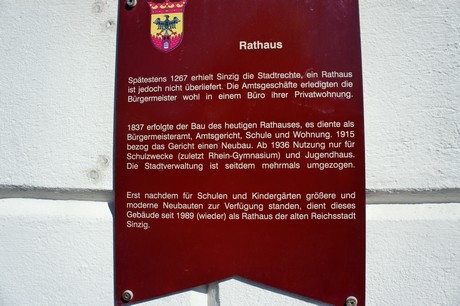 Rathaus
Spätestens 1267 erhielt Sinzig die Stadtrechte, ein Rathaus
ist jedoch nicht überliefert. Die Amtsgeschäfte erledigten die
Bürgermeister wohl in einem Büro ihrer Privatwohnung.
1837 erfolgte der Bau des heutigen Rathauses, es diente als
Bürgermeisteramt, Amtsgericht, Schule und Wohnung. 1915
bezog das Gericht einen Neubau. Ab 1936 Nutzung nur für
Schulzwecke (zuletzt Rhein-Gymnasium) und Jugendhaus.
Die Stadtverwaltung ist seitdem mehrmals umgezogen.
Erst nachdem für Schulen und Kindergärten größere und
moderne Neubauten zur Verfügung standen, dient dieses
Gebäude seit 1989 (wieder) als Rathaus der alten Reichsstadt
Sinzig.